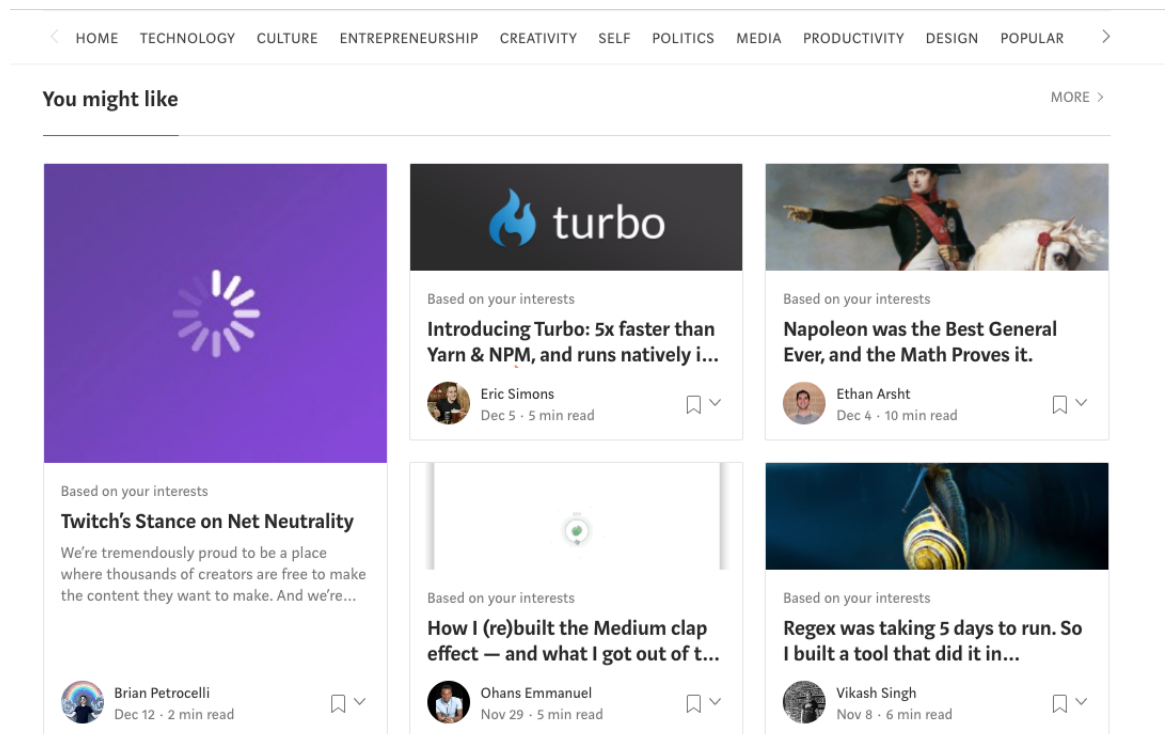 HOME TECHNOLOGY CULTURE ENTREPRENEURSHIP CREATIVITY SELF POLITICS MEDIA PRODUCTIVITY DESIGN POPULAR
You might like
MORE
Based on your interests
Twitch's Stance on Net Neutrality
We're tremendously proud to be a place
where thousands of creators are free to make
the content they want to make. And we're...
Brian Petrocelli
Dec 12 · 2 min read
turbo
Based on your interests
Introducing Turbo: 5x faster than
Yarn & NPM, and runs natively i...
Eric Simons
Dec 5 · 5 min read
Based on your interests
Napoleon was the Best General
Ever, and the Math Proves it.
Ethan Arsht
Dec 4 · 10 min read
Based on your interests
How I (re)built the Medium clap
effect — and what I got out of t...
Ohans Emmanuel
Nov 29 · 5 min read
Based on your interests
Regex was taking 5 days to run. So
I built a tool that did it in...
Vikash Singh
Nov 8 · 6 min read